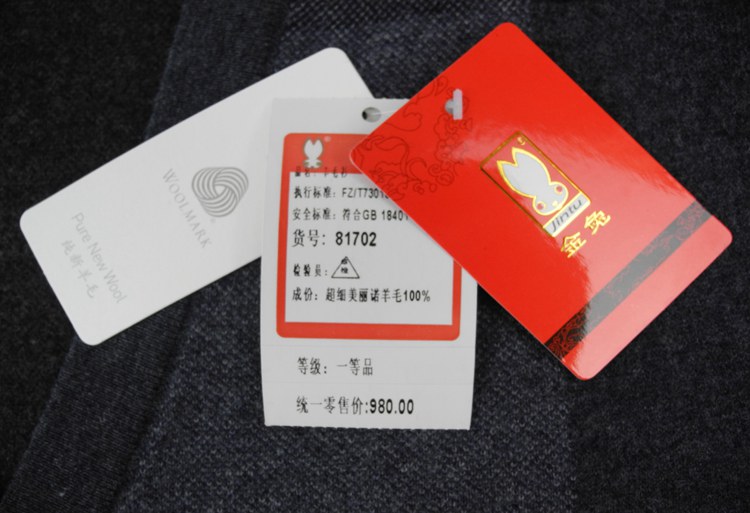 WOOLMARK
Pure New Wool
纯新羊毛
执行标准: FZ/T7301
安全标准: 符合GB 18401
货号: 81702
检验员:
成份: 超细美丽诺羊毛100%
等级: 一等品
统一零售价:980.00
jintu
金兔